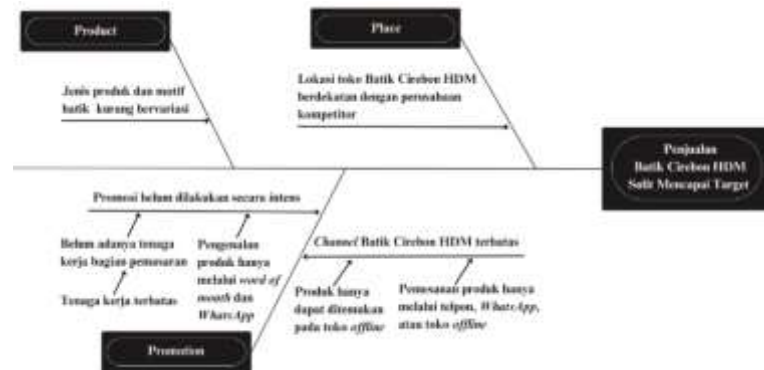 Product
Place
Jenis produk dan motif
batik kurang bervariasi
Lokasi toko Batik Cirebon HDM
berdekatan dengan perusahaan
kompetitor
Penjualan
Batik Cirebon HDM
Sulit Mencapai Target
Promosi belum dilakukan secara intens
Belum adanya tenaga
kerja bagian pemasaran
Tenaga kerja terbatas
Pengenalan
produk hanya
melalui word of
mouth dan
WhatsApp
Channel Batik Cirebon HDM terbatas
Produk hanya
dapat ditemukan
pada toko offline
Pemesanan produk hanya
melalui telpon, WhatsApp,
atau toko offline
Promotion